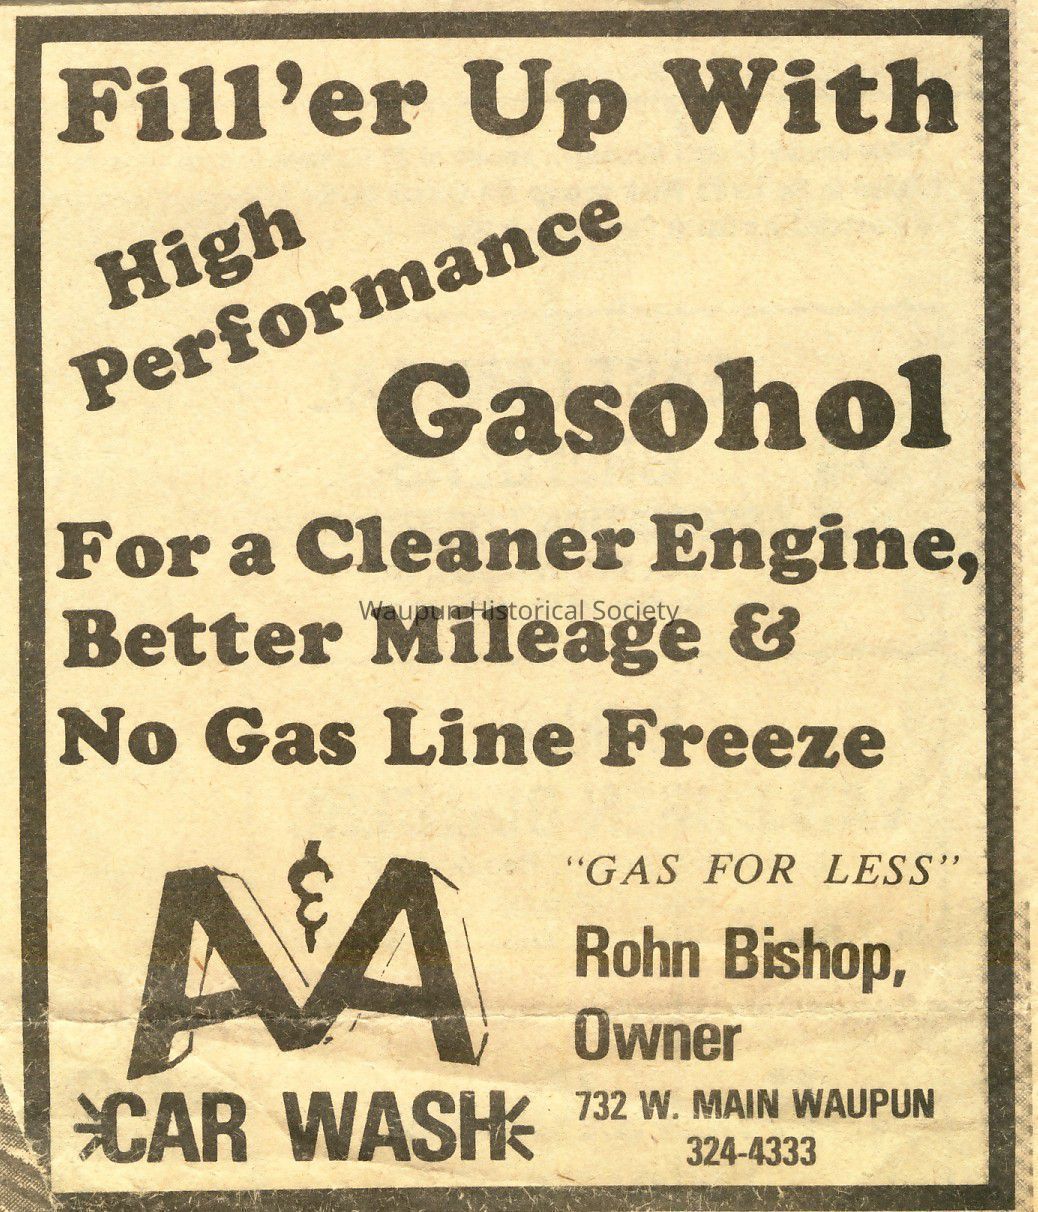 Fill'er Up With
High
Performance
Gasohol
For a Cleaner Engine,
Waupun Historical Society
Better Mileage &
No Gas Line Freeze
A & A
CAR WASH
"GAS FOR LESS"
Rohn Bishop,
Owner
732 W. MAIN WAUPUN
324-4333